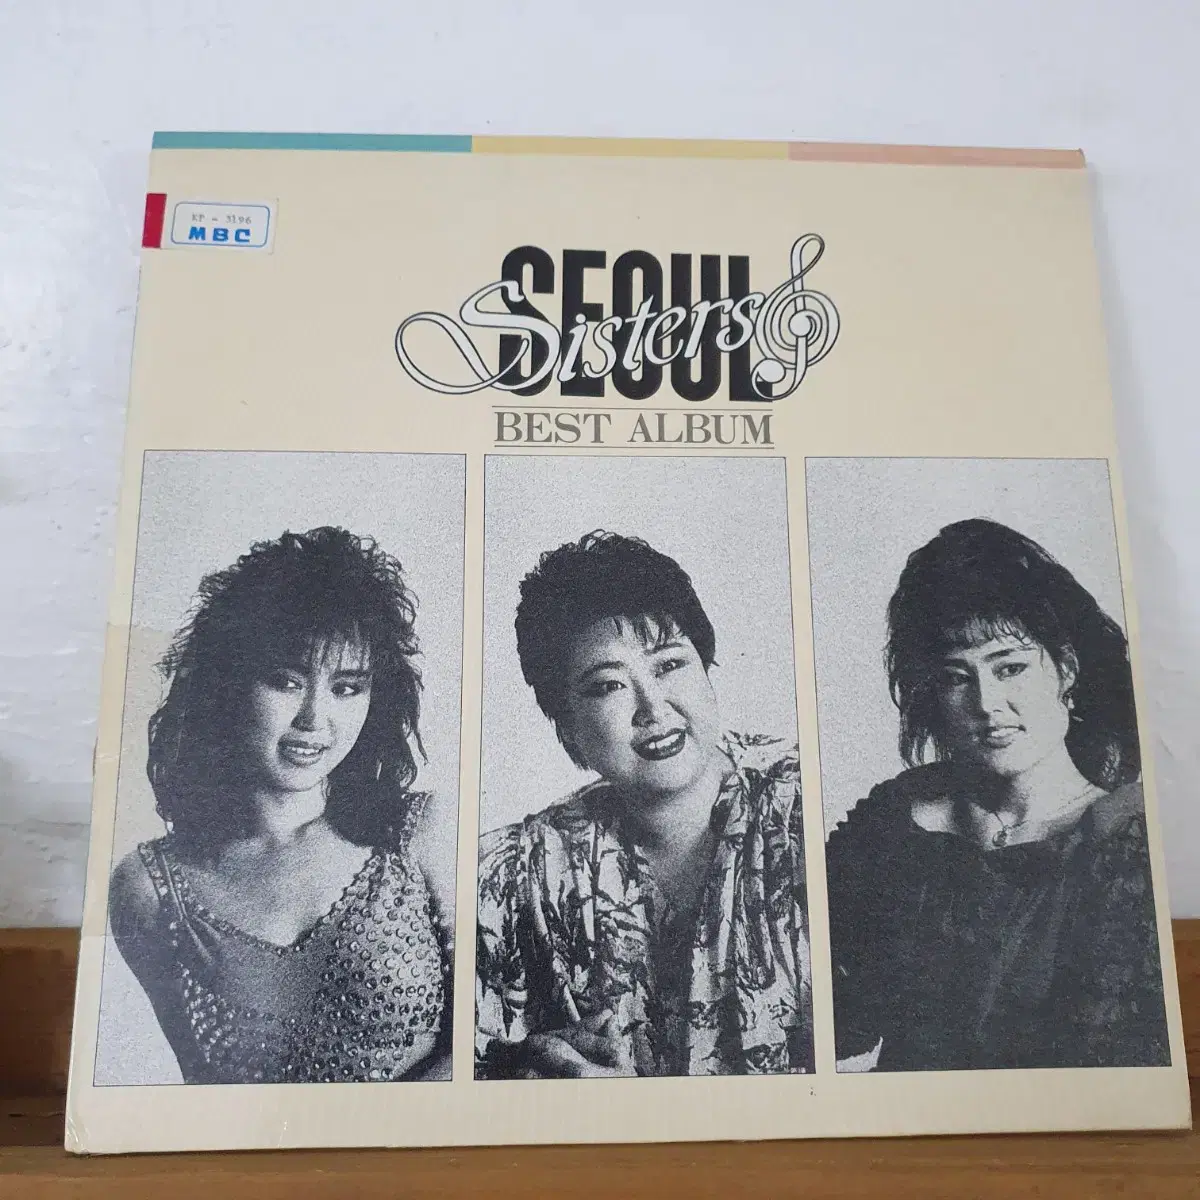 KP - 3196
MBC
SEOUL
Sisters
BEST ALBUM